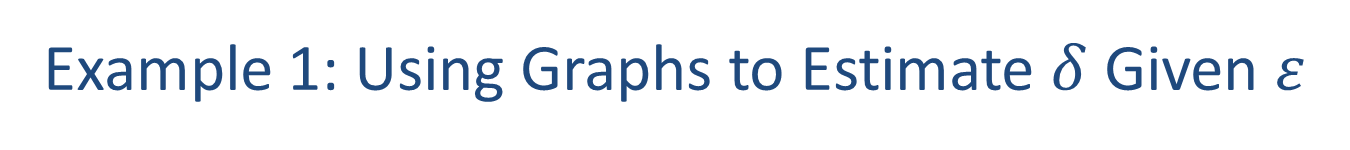 Example 1: Using Graphs to Estimate 𝛿 Given 𝜀